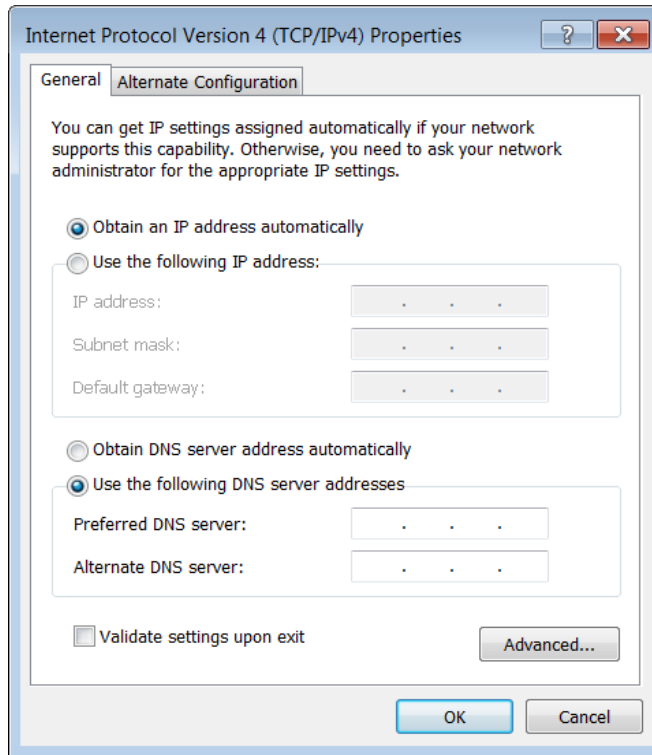 Internet Protocol Version 4 (TCP/IPv4) Properties
General
Alternate Configuration
You can get IP settings assigned automatically if your network
supports this capability. Otherwise, you need to ask your network
administrator for the appropriate IP settings.
Obtain an IP address automatically
Use the following IP address:
IP address:
Subnet mask:
Default gateway:
Obtain DNS server address automatically
Use the following DNS server addresses
Preferred DNS server:
Alternate DNS server:
Validate settings upon exit
Advanced...
OK
Cancel